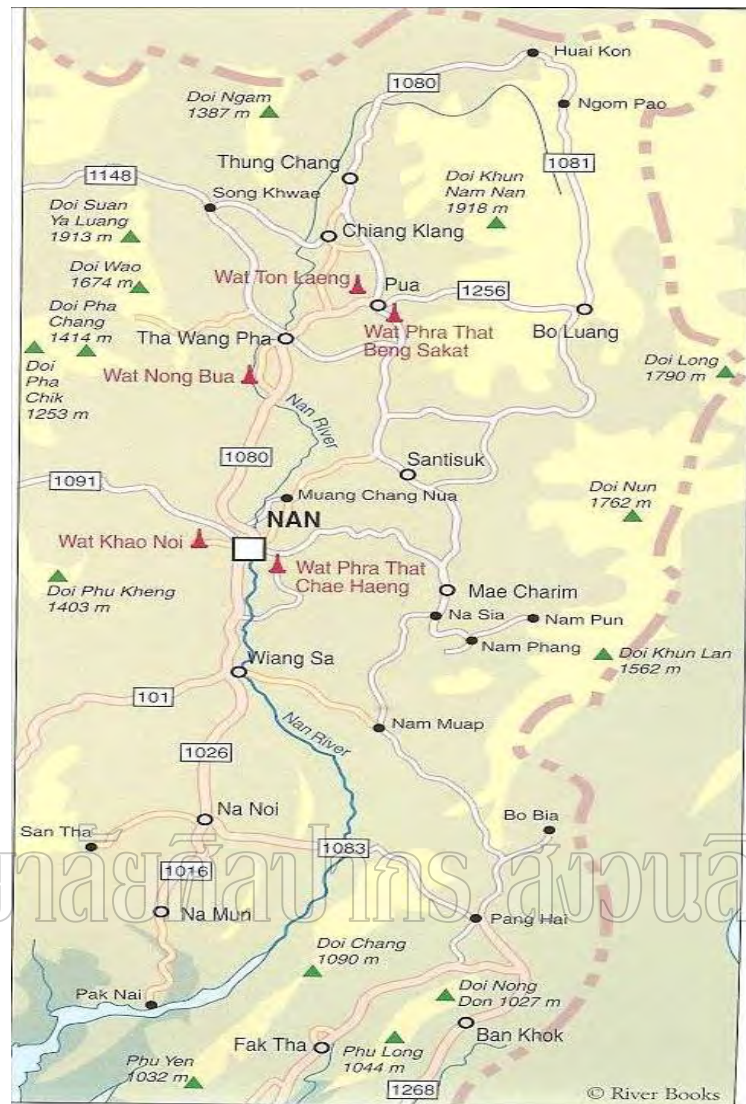 Huai Kon
1080
Doi Ngam
1387 m
Ngom Pao
Thung Chang
1081
1148
Song Khwae
Doi Khun
Nam Nan
1918 m
Doi Suan
Ya Luang
1913 m
Chiang Klang
Doi Wao
1674 m
Wat Ton Laeng
Pua
1256
Doi Pha
Chang
1414 m
Tha Wang Pha
Wat Phra That
Beng Sakat
Bo Luang
Doi
Pha
Chik
1253 m
Wat Nong Bua
Doi Long
1790 m
Nan River
1080
Santisuk
1091
Muang Chang Nua
Doi Nun
1762 m
NAN
Wat Khao Noi
Wat Phra That
Chae Haeng
Doi Phu Kheng
1403 m
Mae Charim
Na Sia
Nam Pun
Nam Phang
Doi Khun Lan
1562 m
Wiang Sa
101
Nan River
Nam Muap
1026
Na Noi
Bo Bia
San Tha
1083
1016
Na Mun
Pang Hai
Doi Chang
1090 m
Pak Nai
Doi Nong
Don 1027 m
Fak Tha
Ban Khok
Phu Long
1044 m
Phu Yen
1032 m
1268
© River Books